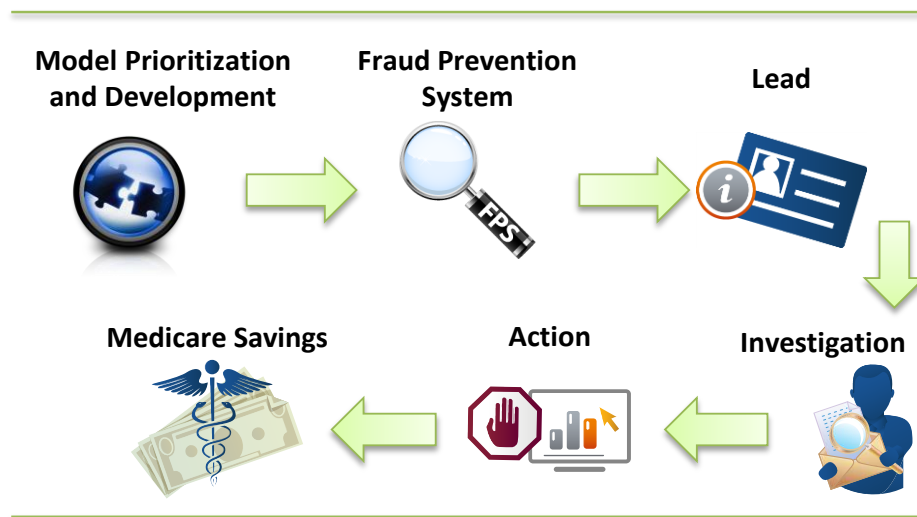 Model Prioritization
and Development
Fraud Prevention
System
Lead
i
FPS
Medicare Savings
Action
Investigation